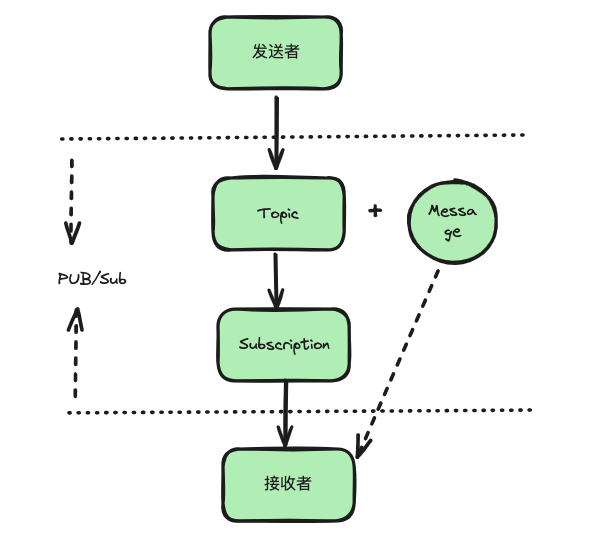 发送者
Topic
+
Messa
ge
PUB/Sub
Subscription
接收者